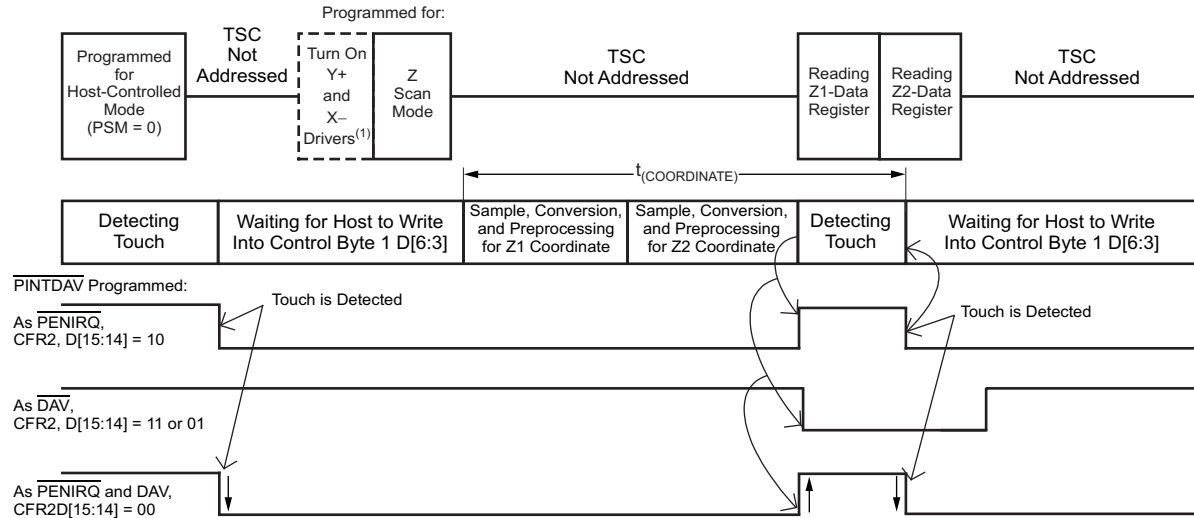 Programmed for:
Programmed
for
Host-Controlled
Mode
(PSM = 0)
TSC
Not
Addressed
Turn On
Y+
and
X–
Drivers(1)
Z
Scan
Mode
TSC
Not Addressed
Reading
Z1-Data
Register
Reading
Z2-Data
Register
TSC
Not Addressed
t(COORDINATE)
Detecting
Touch
Waiting for Host to Write
Into Control Byte 1 D[6:3]
Sample, Conversion,
and Preprocessing
for Z1 Coordinate
Sample, Conversion,
and Preprocessing
for Z2 Coordinate
Detecting
Touch
Waiting for Host to Write
Into Control Byte 1 D[6:3]
PINTDAV Programmed:
Touch is Detected
Touch is Detected
As PENIRQ,
CFR2, D[15:14] = 10
As DAV,
CFR2, D[15:14] = 11 or 01
As PENIRQ and DAV,
CFR2D[15:14] = 00